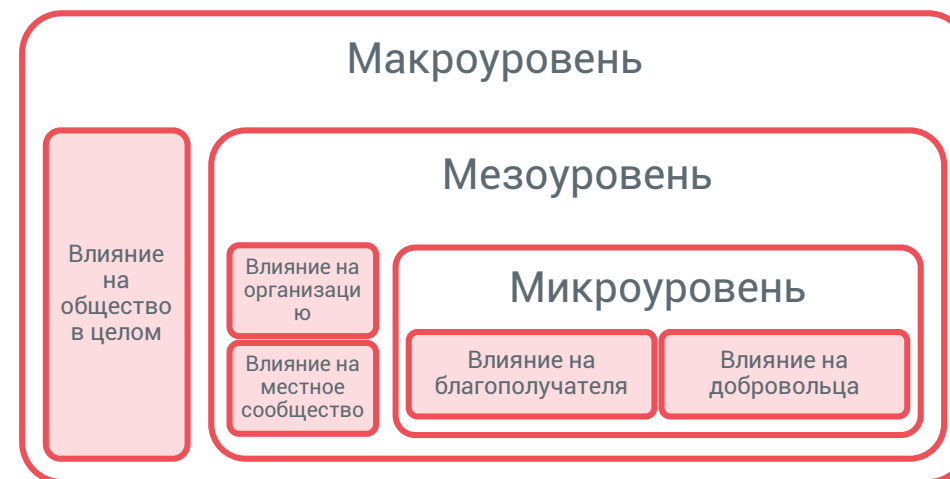 Макроуровень
Влияние
на
общество
в целом
Мезоуровень
Влияние на
организаци
ю
Влияние на
местное
сообщество
Микроуровень
Влияние на
благополучателя
Влияние на
добровольца